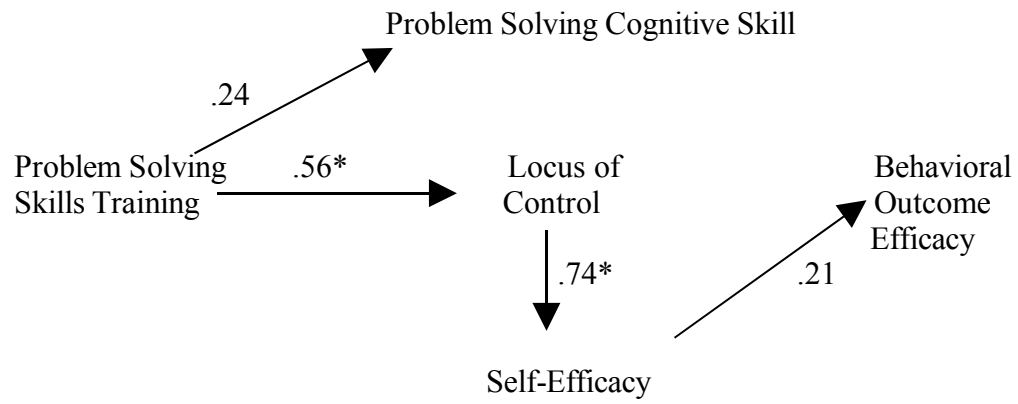 Problem Solving Cognitive Skill
.24
Problem Solving
Skills Training
.56*
Locus of
Control
Behavioral
Outcome
Efficacy
.74*
.21
Self-Efficacy